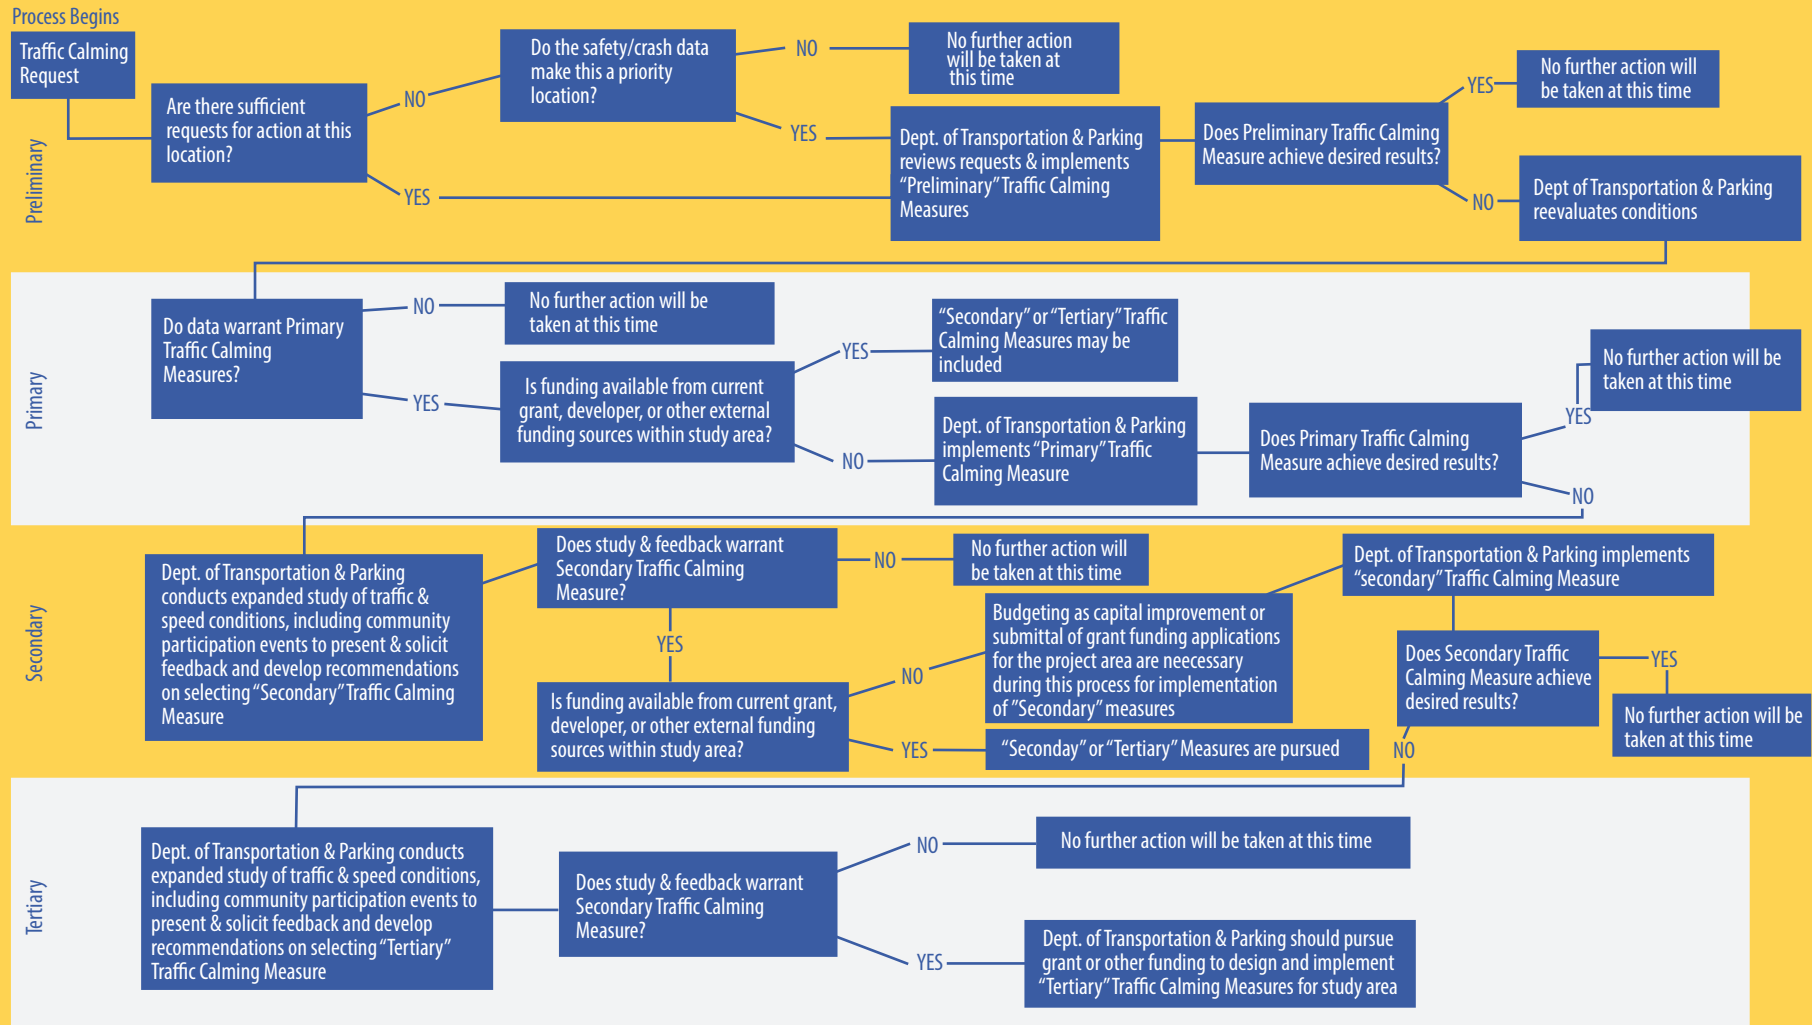 Process Begins
Traffic Calming
Request
Preliminary
Are there sufficient
requests for action at this
location?
NO
YES
Do the safety/crash data
make this a priority
location?
NO
YES
No further action
will be taken at
this time
Dept. of Transportation & Parking
reviews requests & implements
“Preliminary” Traffic Calming
Measures
Does Preliminary Traffic Calming
Measure achieve desired results?
YES
NO
No further action will
be taken at this time
Dept of Transportation & Parking
reevaluates conditions
Primary
Do data warrant Primary
Traffic Calming
Measures?
NO
YES
No further action will be
taken at this time
Is funding available from current
grant, developer, or other external
funding sources within study area?
YES
NO
“Secondary” or “Tertiary” Traffic
Calming Measures may be
included
Dept. of Transportation & Parking
implements “Primary” Traffic
Calming Measure
Does Primary Traffic Calming
Measure achieve desired results?
YES
NO
No further action will be
taken at this time
Secondary
Dept. of Transportation & Parking
conducts expanded study of traffic &
speed conditions, including community
participation events to present & solicit
feedback and develop recommendations
on selecting “Secondary” Traffic Calming
Measure
Does study & feedback warrant
Secondary Traffic Calming
Measure?
NO
YES
No further action will
be taken at this time
Is funding available from current grant,
developer, or other external funding
sources within study area?
NO
YES
Budgeting as capital improvement or
submittal of grant funding applications
for the project area are neecessary
during this process for implementation
of ”Secondary” measures
“Seconday” or “Tertiary” Measures are pursued
Dept. of Transportation & Parking implements
“secondary” Traffic Calming Measure
Does Secondary Traffic
Calming Measure achieve
desired results?
YES
NO
No further action will be
taken at this time
Tertiary
Dept. of Transportation & Parking conducts
expanded study of traffic & speed conditions,
including community participation events to
present & solicit feedback and develop
recommendations on selecting “Tertiary”
Traffic Calming Measure
Does study & feedback warrant
Secondary Traffic Calming
Measure?
NO
YES
No further action will be taken at this time
Dept. of Transportation & Parking should pursue
grant or other funding to design and implement
“Tertiary” Traffic Calming Measures for study area